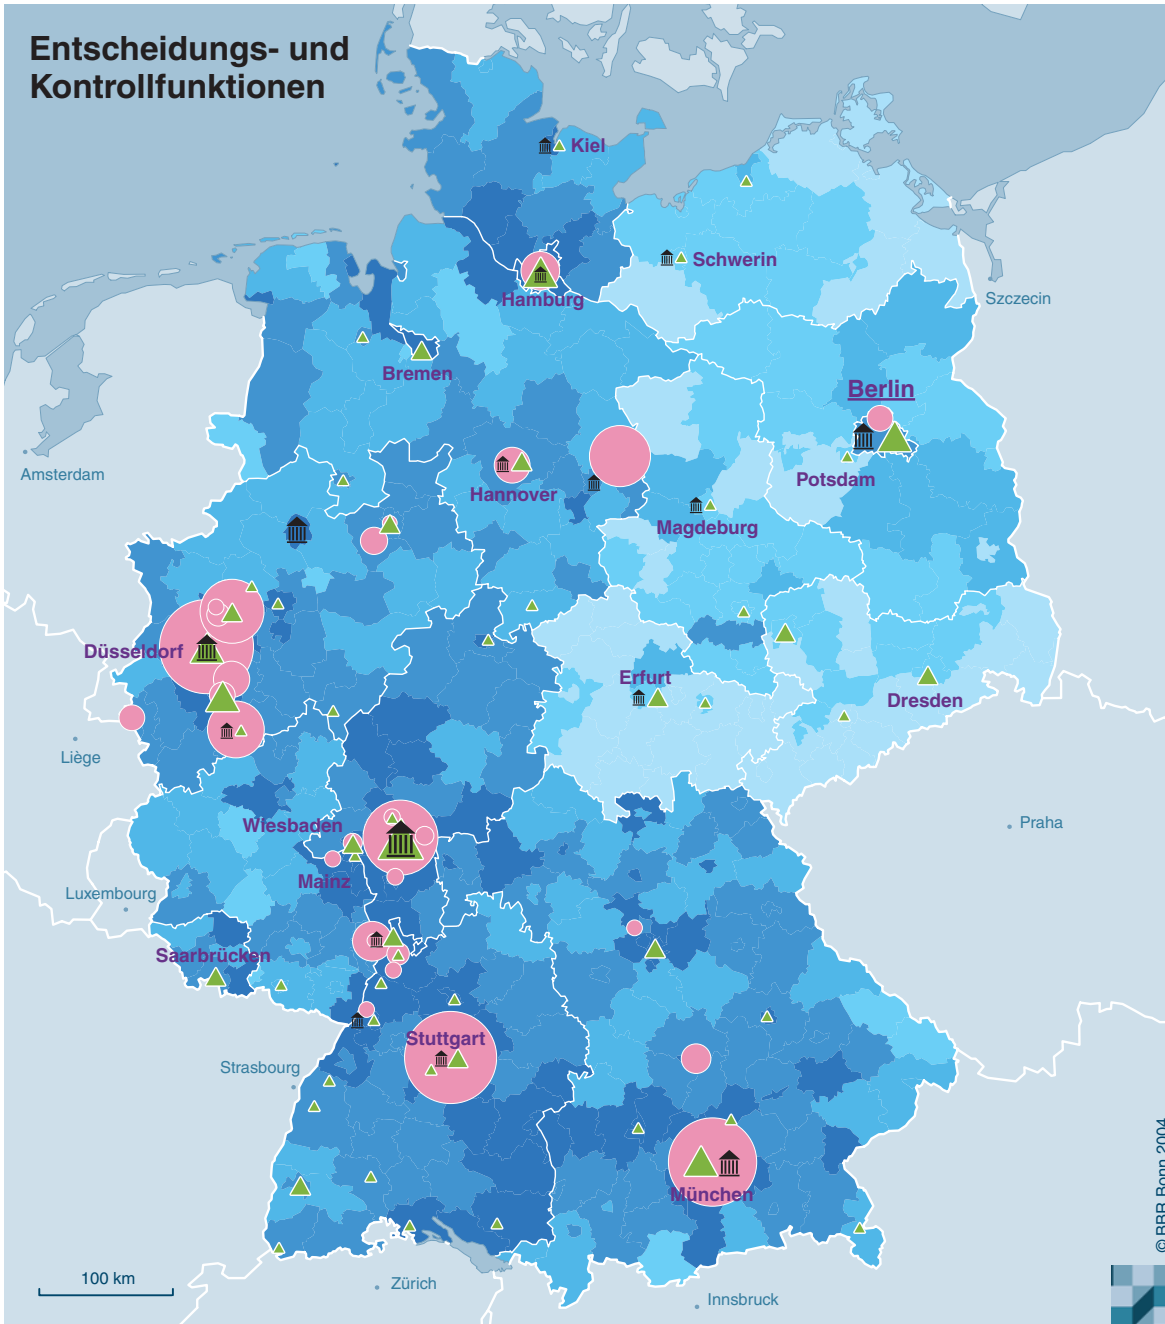 Entscheidungs- und
Kontrollfunktionen
Kiel
Schwerin
Hamburg
Szczecin
Bremen
Berlin
Amsterdam
Hannover
Potsdam
Magdeburg
Düsseldorf
Erfurt
Dresden
Liège
Wiesbaden
Praha
Mainz
Luxembourg
Saarbrücken
Stuttgart
Strasbourg
München
© BBR Bonn 2004
100 km
Zürich
Innsbruck